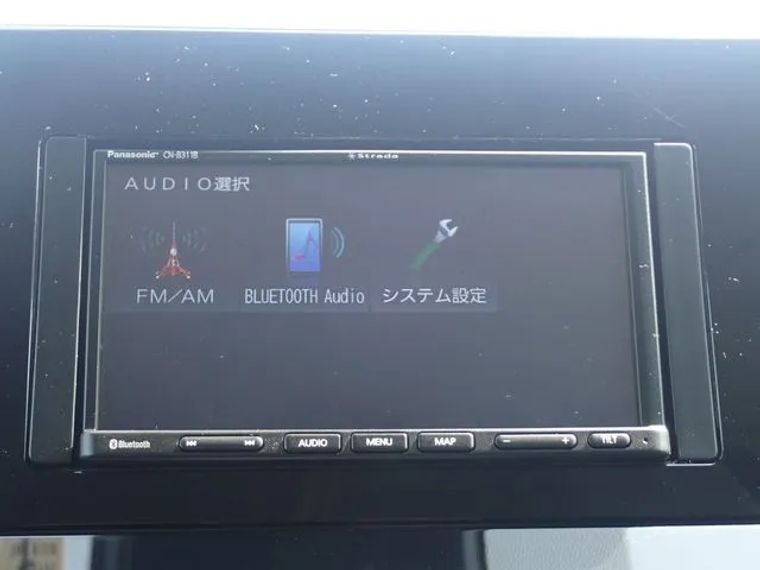 Panasonic CN-B311B Strada
AUDIO選択
FM/AM BLUETOOTH Audio システム設定
Bluetooth AUDIO MENU MAP − + TILT